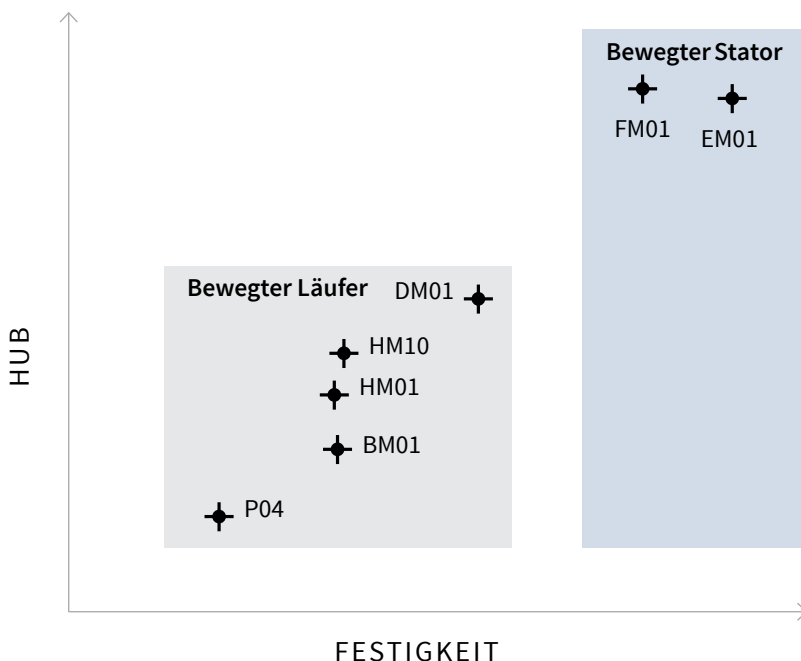 Bewegter Stator
FM01
EM01
Bewegter Läufer
DM01
HM10
HM01
BM01
P04
HUB
FESTIGKEIT